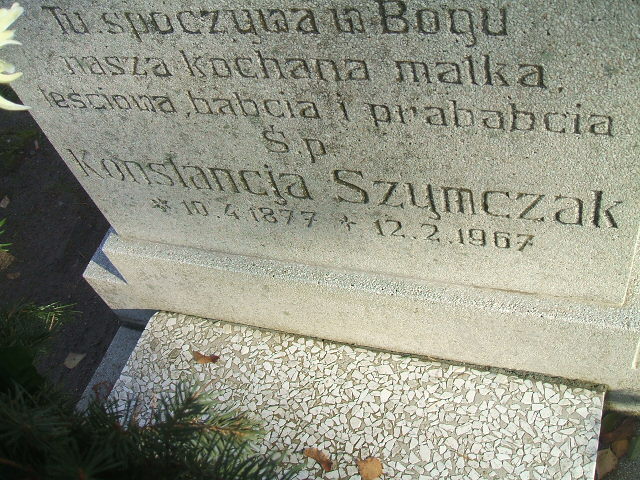 Tu spoczywa w Bogu
nasza kochana matka,
teściowa, babcia i prababcia
Ś.p.
Konstancja Szymczak
* 10.4.1877 + 12.2.1967